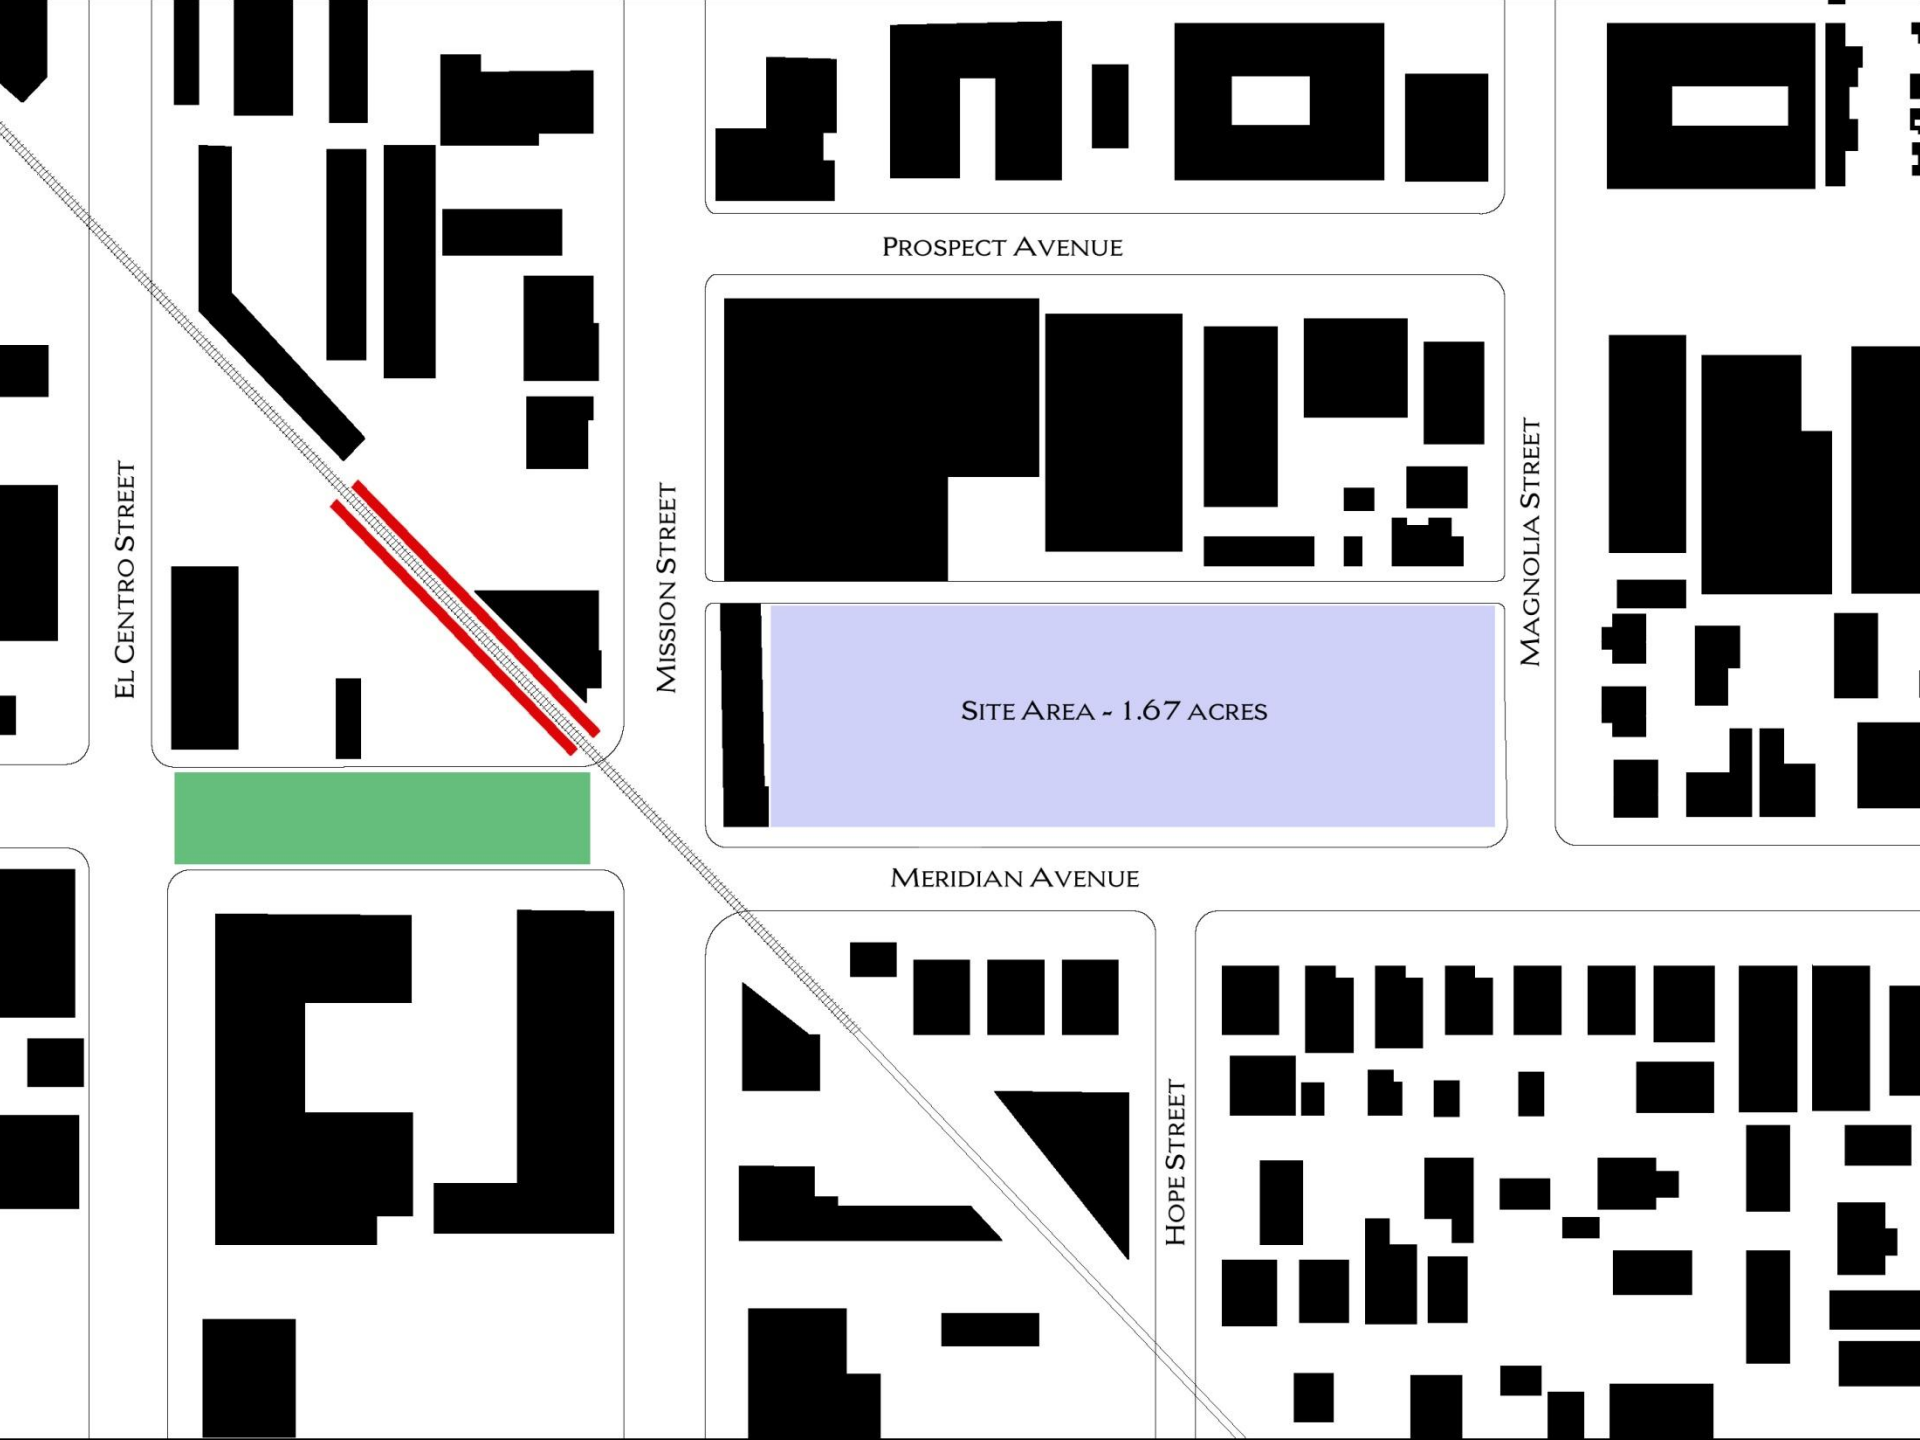 PROSPECT AVENUE
EL CENTRO STREET
MISSION STREET
MAGNOLIA STREET
SITE AREA - 1.67 ACRES
MERIDIAN AVENUE
HOPE STREET